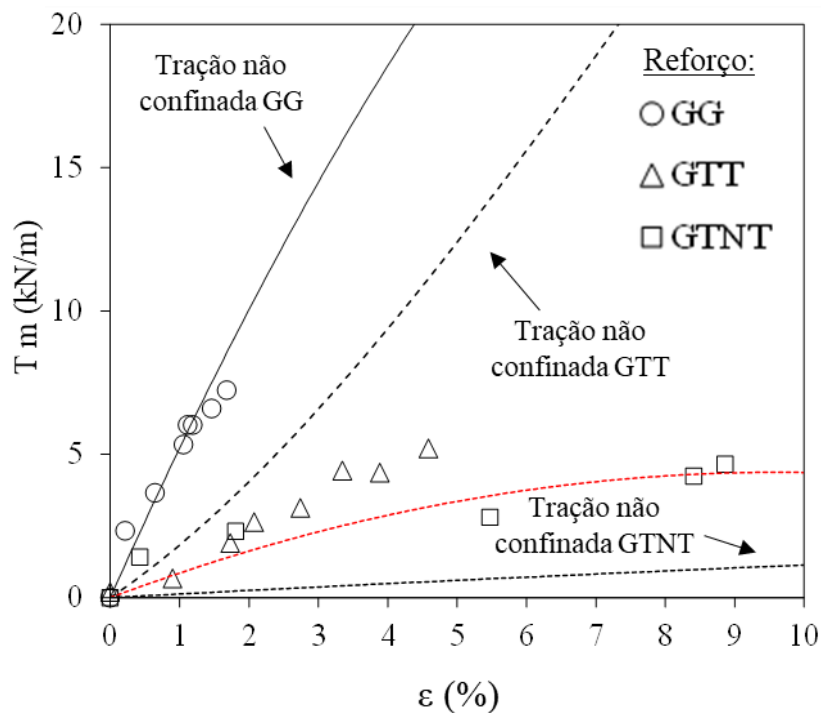 20
15
10
5
0
T m (kN/m)
Tração não
confinada GG
Reforço:
GG
GTT
GTNT
Tração não
confinada GTT
Tração não
confinada GTNT
0 1 2 3 4 5 6 7 8 9 10
ε (%)